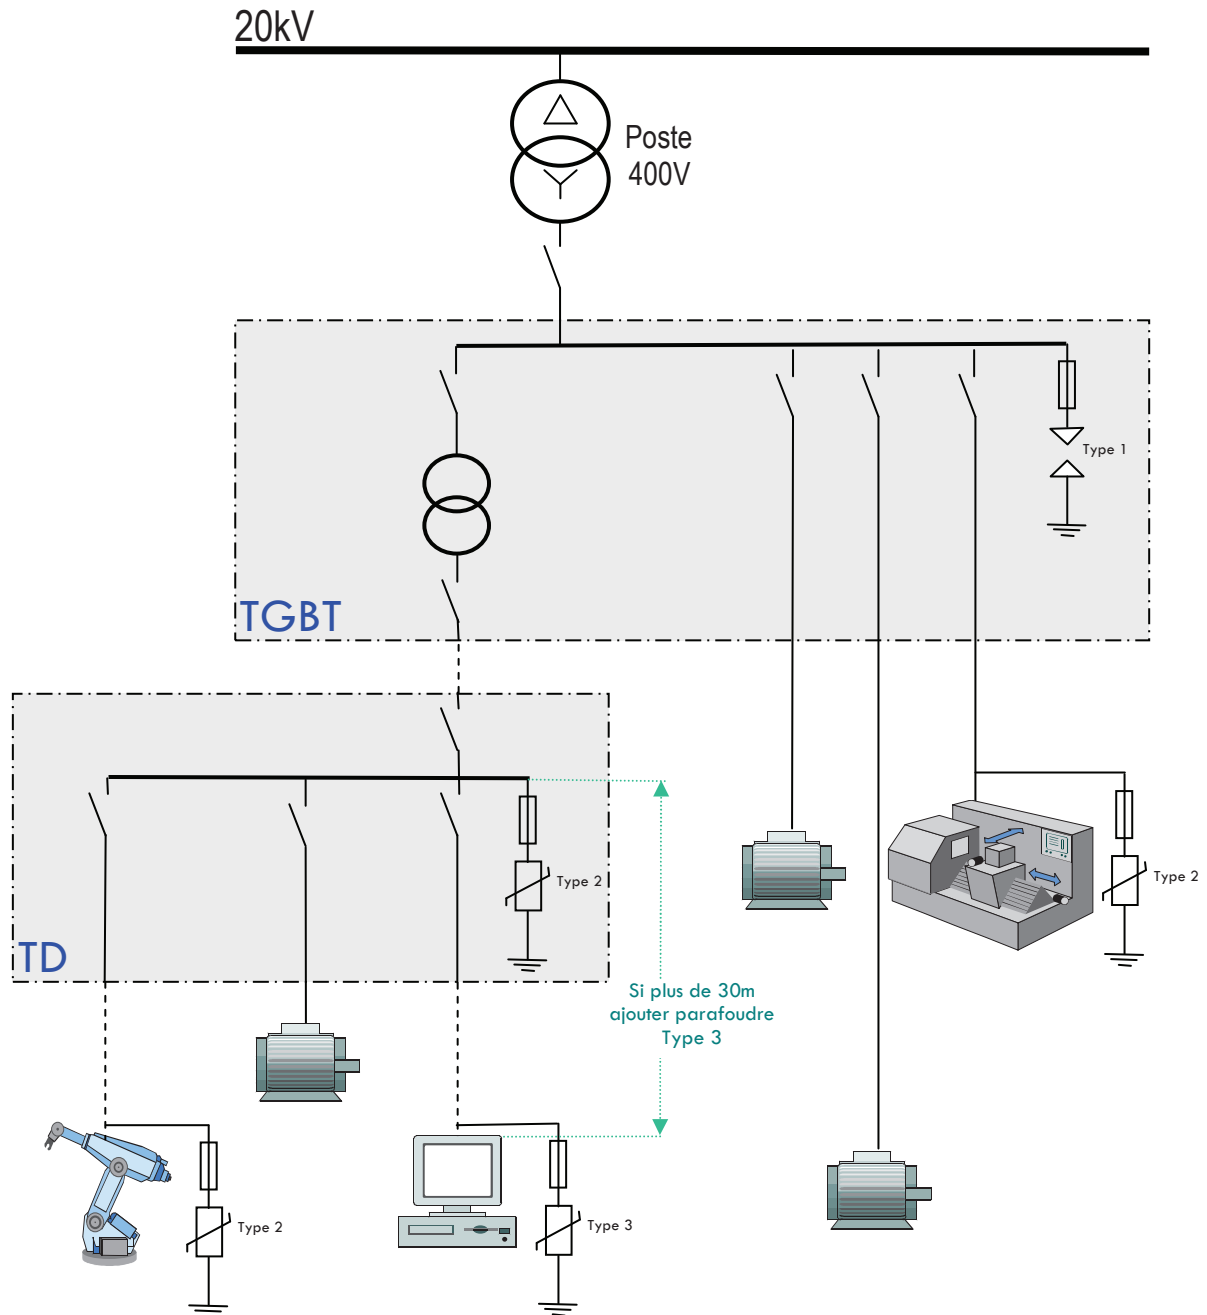 20kV
Poste
400V
Type 1
TGBT
Type 2
Type 2
TD
Si plus de 30m
ajouter parafoudre
Type 3
Type 2
Type 3